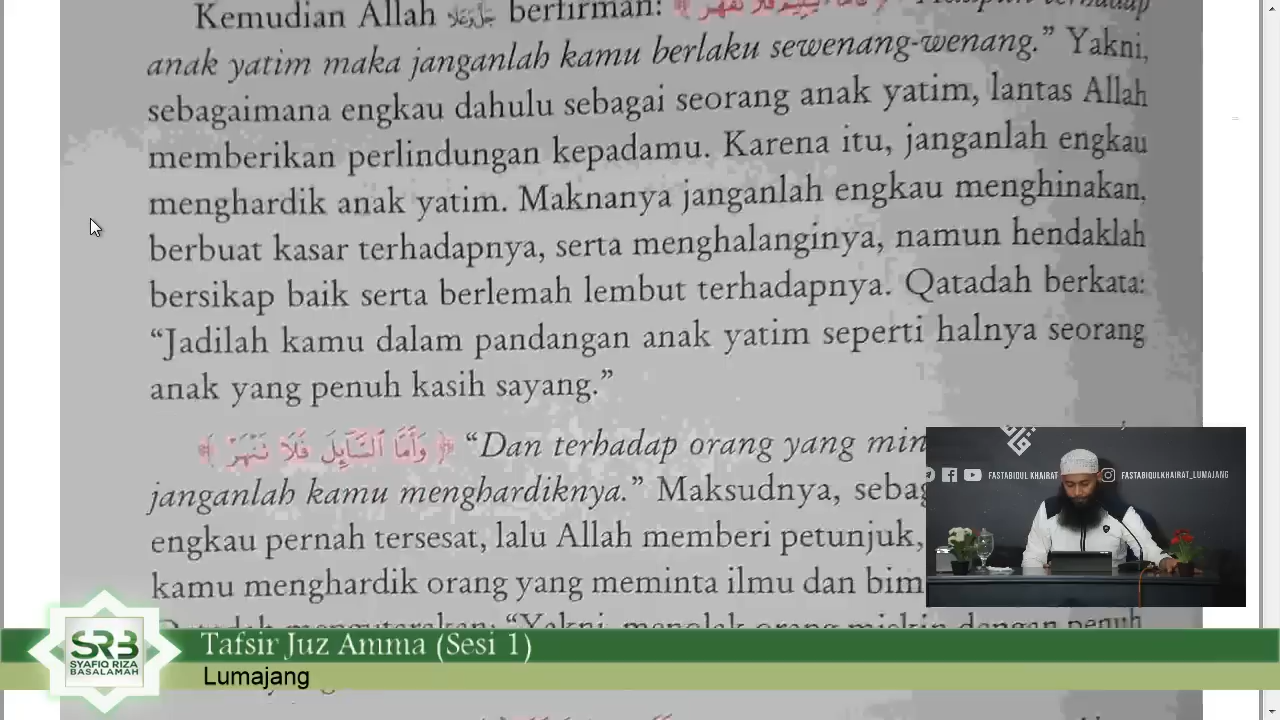 Kemudian Allah ﷻ berfirman:
anak yatim maka janganlah kamu berlaku sewenang-wenang.” Yakni,
sebagaimana engkau dahulu sebagai seorang anak yatim, lantas Allah
memberikan perlindungan kepadamu. Karena itu, janganlah engkau
menghardik anak yatim. Maknanya janganlah engkau menghinakan,
berbuat kasar terhadapnya, serta menghalanginya, namun hendaklah
bersikap baik serta berlemah lembut terhadapnya. Qatadah berkata:
“Jadilah kamu dalam pandangan anak yatim seperti halnya seorang
anak yang penuh kasih sayang.”
﴿ وَأَمَّا ٱلسَّآئِلَ فَلَا تَنْهَرْ ﴾ “Dan terhadap orang yang min
janganlah kamu menghardiknya.” Maksudnya, sebag
engkau pernah tersesat, lalu Allah memberi petunjuk,
kamu menghardik orang yang meminta ilmu dan bim
FASTABIQUL KHAIRAT
FASTABIQULKHAIRAT_LUMAJANG
SRB
SYAFIQ RIZA
BASALAMAH
Tafsir Juz Amma (Sesi 1)
Lumajang